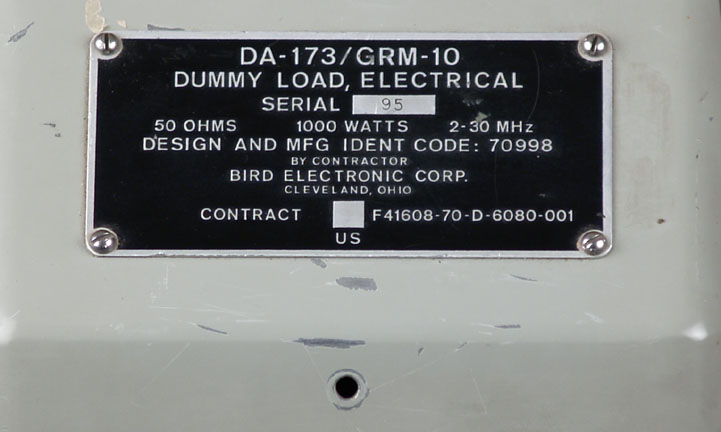 DA-173/GRM-10
DUMMY LOAD, ELECTRICAL
SERIAL 95
50 OHMS 1000 WATTS 2-30 MHz
DESIGN AND MFG IDENT CODE: 70998
BY CONTRACTOR
BIRD ELECTRONIC CORP.
CLEVELAND, OHIO
CONTRACT F41608-70-D-6080-001
US